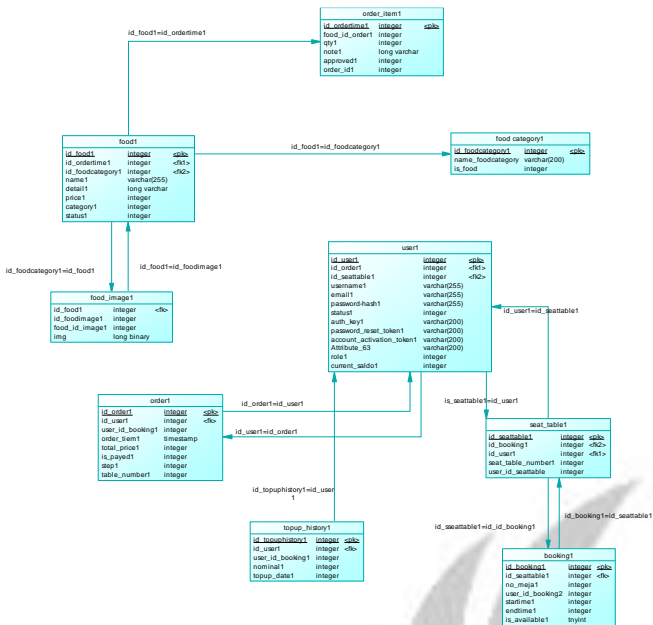 order_item1
id_ordertime1 integer <pk>
food_id_order1 integer
qty1 integer
note1 long varchar
approved1 integer
order_id1 integer
id_food1=id_ordertime1
food1
id_food1 integer <pk>
id_ordertime1 integer <fk1>
id_foodcategory1 integer <fk2>
name1 varchar(255)
detail1 long varchar
price1 integer
category1 integer
status1 integer
id_food1=id_foodcategory1
food category1
id_foodcategory1 integer <pk>
name_foodcategory varchar(200)
is_food integer
id_foodcategory1=id_food1
id_food1=id_foodimage1
food_image1
id_food1 integer <fk>
id_foodimage1 integer
food_id_image1 integer
img long binary
user1
id_user1 integer <pk>
id_order1 integer <fk1>
id_seattable1 integer <fk2>
username1 varchar(255)
email1 varchar(255)
password-hash1 varchar(255)
status1 integer
auth_key1 varchar(200)
password_reset_token1 varchar(200)
account_activation_token1 varchar(200)
Attribute_63 varchar(200)
role1 integer
current_saldo1 integer
id_user1=id_seattable1
is_seattable1=id_user1
order1
id_order1 integer <pk>
id_user1 integer <fk>
user_id_booking1 integer
order_tiem1 timestamp
total_price1 integer
is_payed1 integer
step1 integer
table_number1 integer
id_order1=id_user1
id_user1=id_order1
seat_table1
id_seattable1 integer <pk>
id_booking1 integer <fk2>
id_user1 integer <fk1>
seat_table_number1 integer
user_id_seattable integer
id_topuphistory1=id_user
1
topup_history1
id_topuphistory1 integer <pk>
id_user1 integer <fk>
user_id_booking1 integer
nominal1 integer
topup_date1 integer
id_sseattable1=id_id_booking1
id_booking1=id_seattable1
booking1
id_booking1 integer <pk>
id_seattable1 integer <fk>
no_meja1 integer
user_id_booking2 integer
startime1 integer
endtime1 integer
is_available1 tnyint